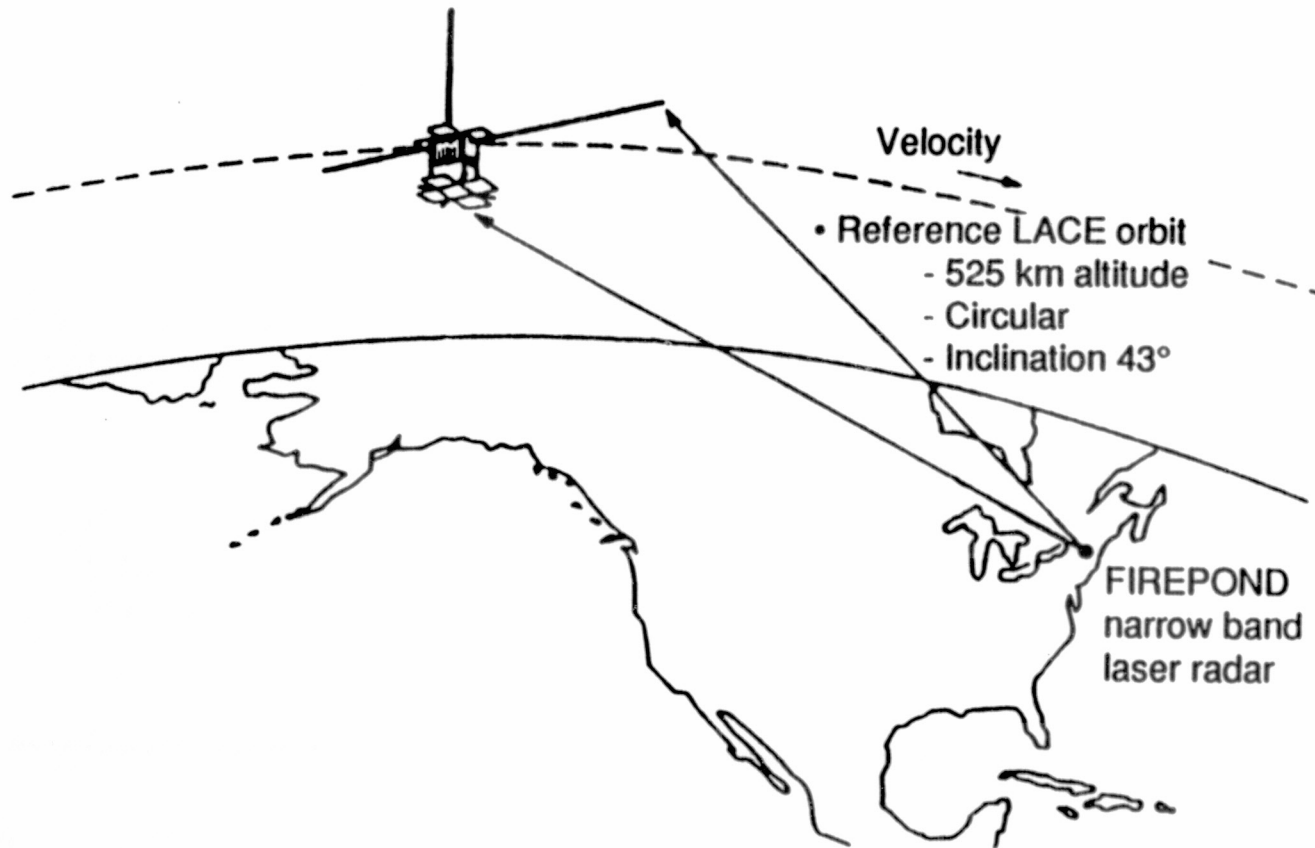 Velocity
• Reference LACE orbit
- 525 km altitude
- Circular
- Inclination 43°
FIREPOND
narrow band
laser radar